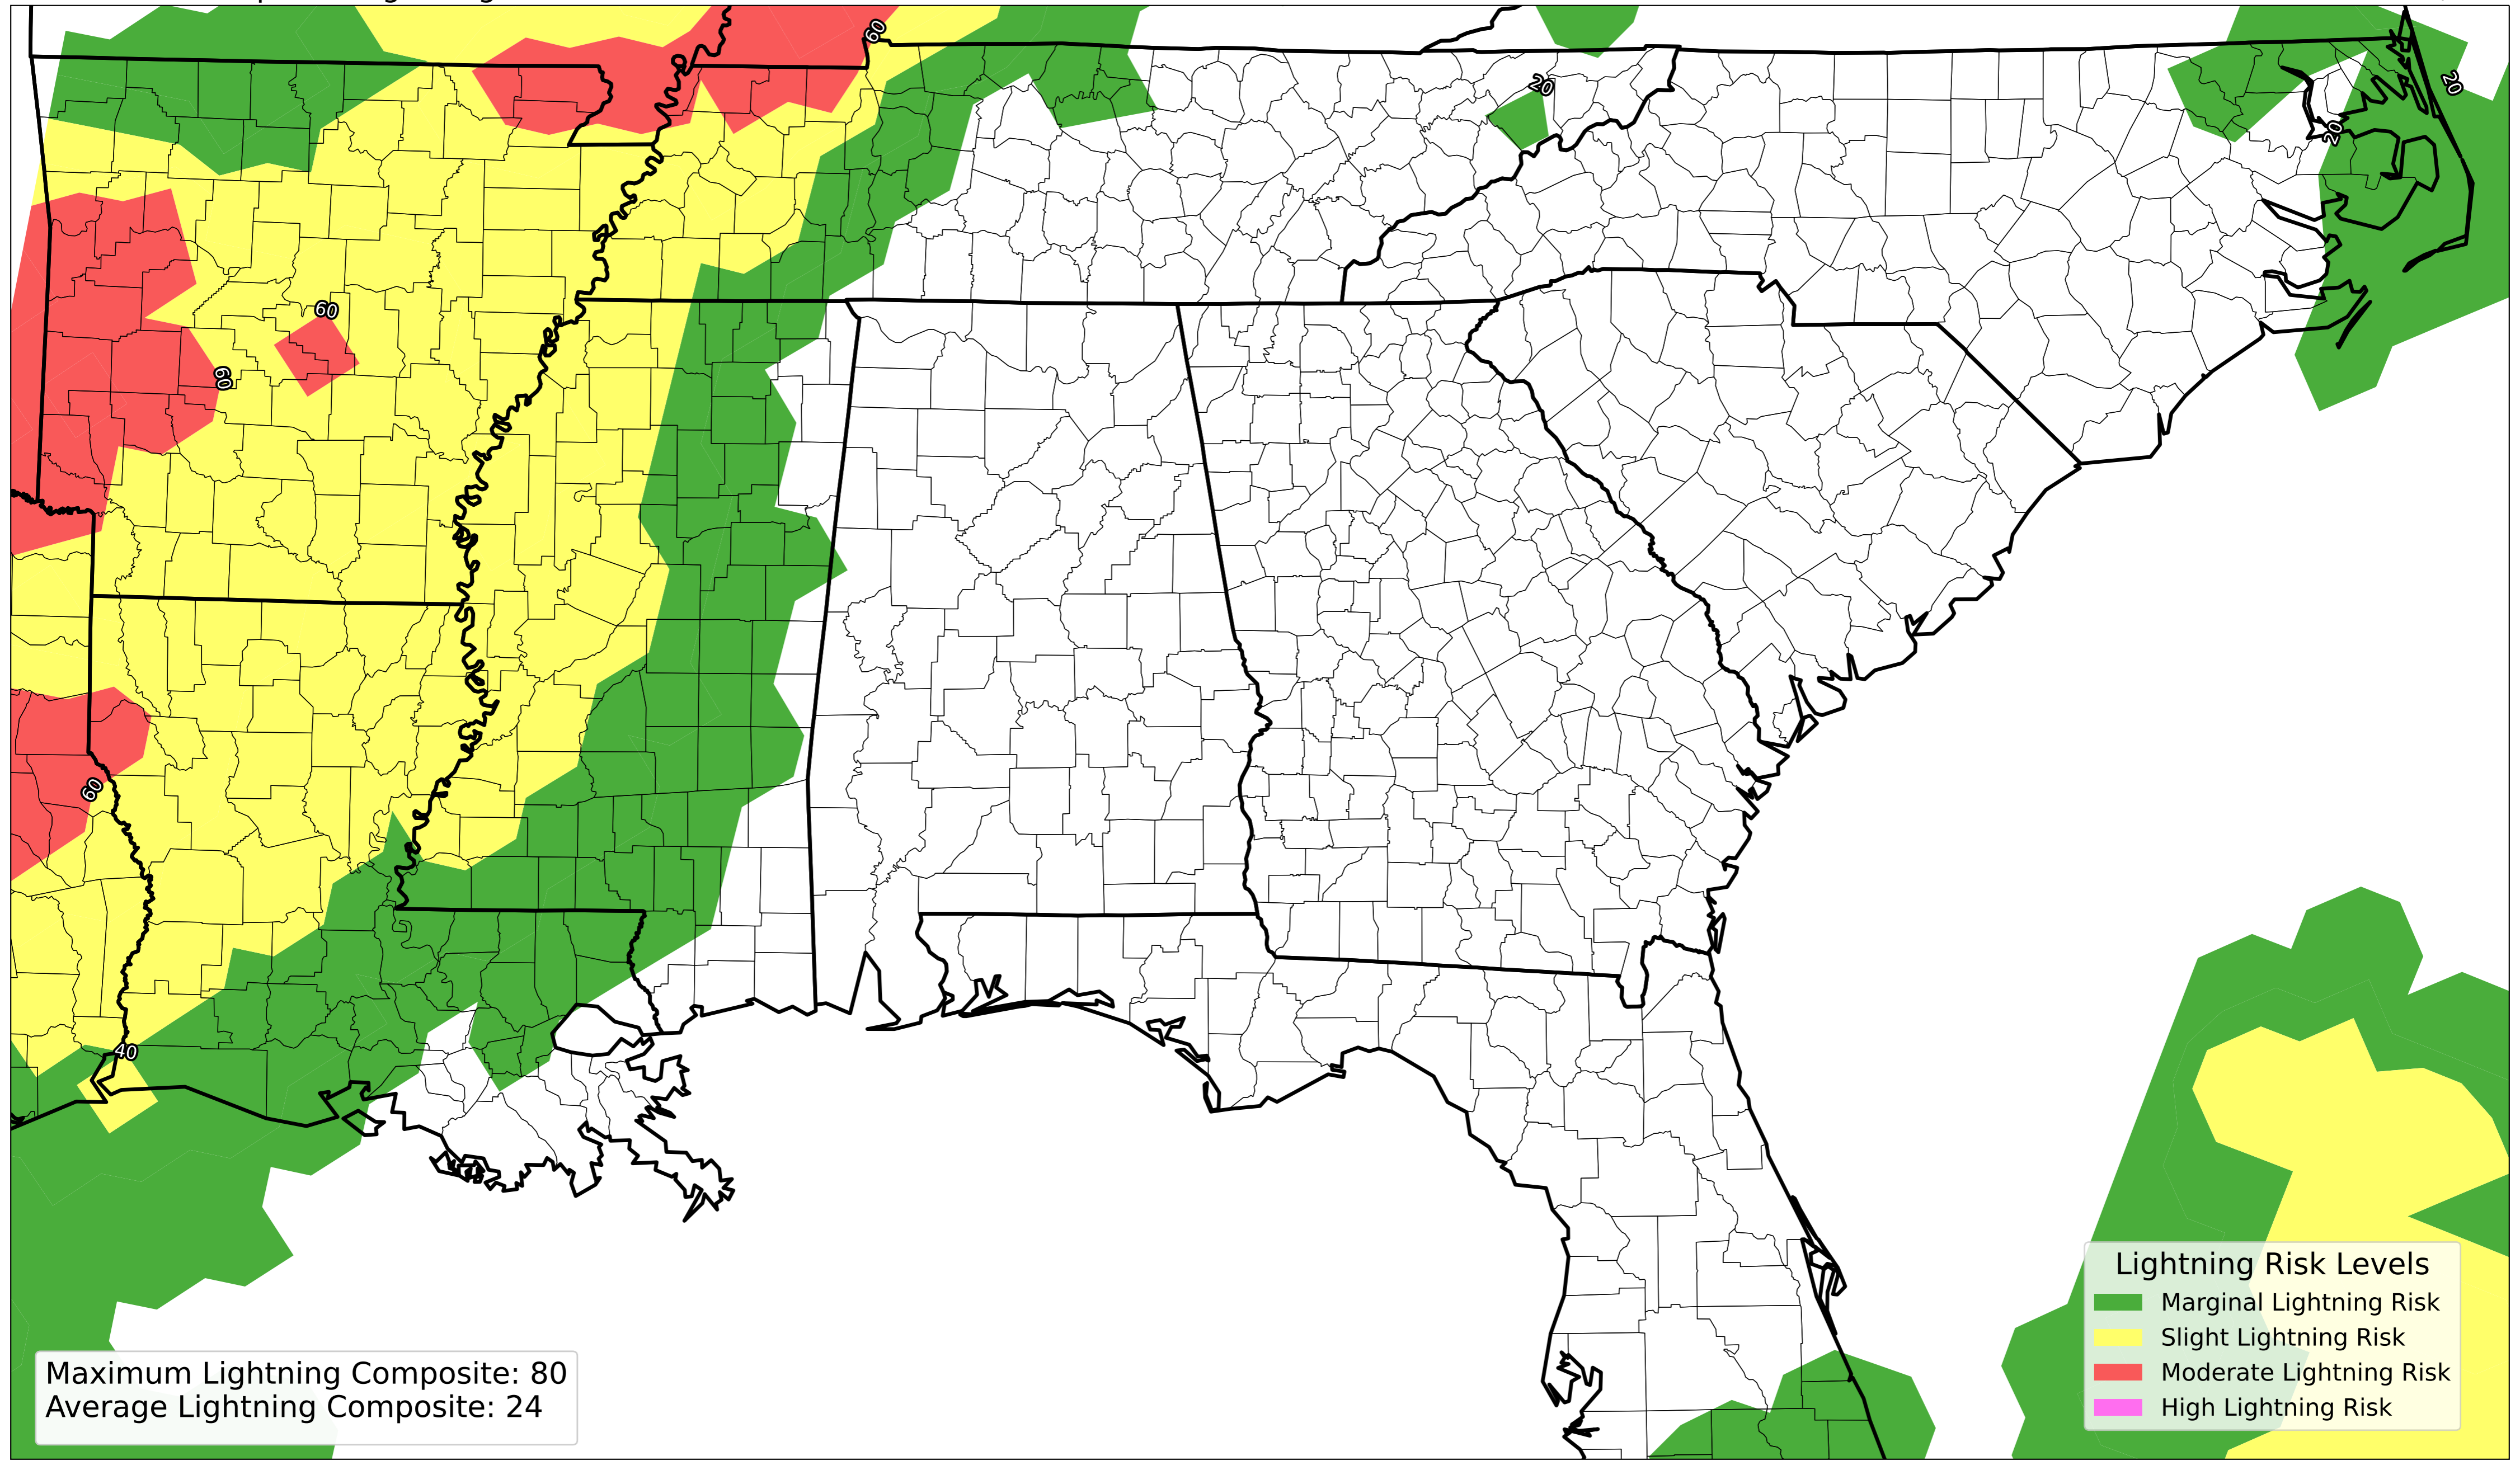 60
20
20
20
60
60
60
40
Lightning Risk Levels
Marginal Lightning Risk
Slight Lightning Risk
Moderate Lightning Risk
High Lightning Risk
Maximum Lightning Composite: 80
Average Lightning Composite: 24